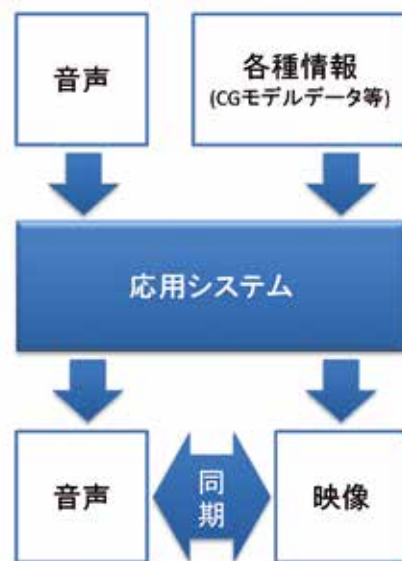 音声
各種情報
(CGモデルデータ等)
応用システム
音声
同
期
映像